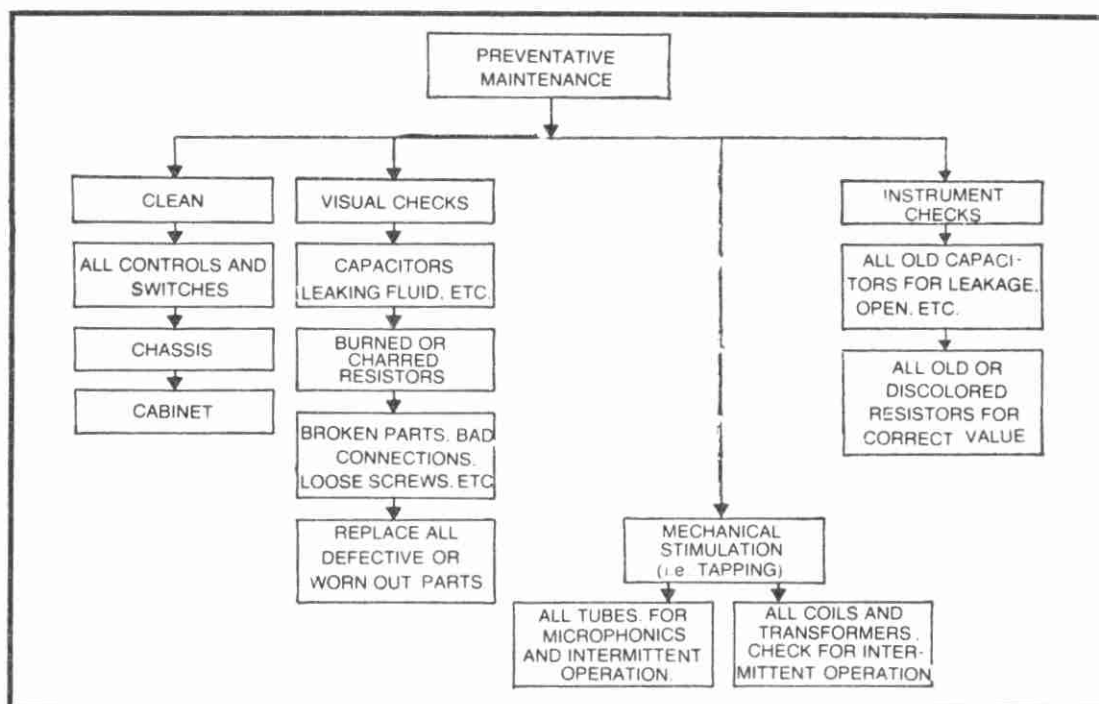 PREVENTATIVE
MAINTENANCE
CLEAN
ALL CONTROLS AND
SWITCHES
CHASSIS
CABINET
VISUAL CHECKS
CAPACITORS
LEAKING FLUID, ETC.
BURNED OR
CHARRED
RESISTORS
BROKEN PARTS. BAD
CONNECTIONS.
LOOSE SCREWS. ETC
REPLACE ALL
DEFECTIVE OR
WORN OUT PARTS
MECHANICAL
STIMULATION
(i.e. TAPPING)
ALL TUBES. FOR
MICROPHONICS
AND INTERMITTENT
OPERATION.
ALL COILS AND
TRANSFORMERS.
CHECK FOR INTER-
MITTENT OPERATION
INSTRUMENT
CHECKS
ALL OLD CAPACI-
TORS FOR LEAKAGE.
OPEN. ETC.
ALL OLD OR
DISCOLORED
RESISTORS FOR
CORRECT VALUE